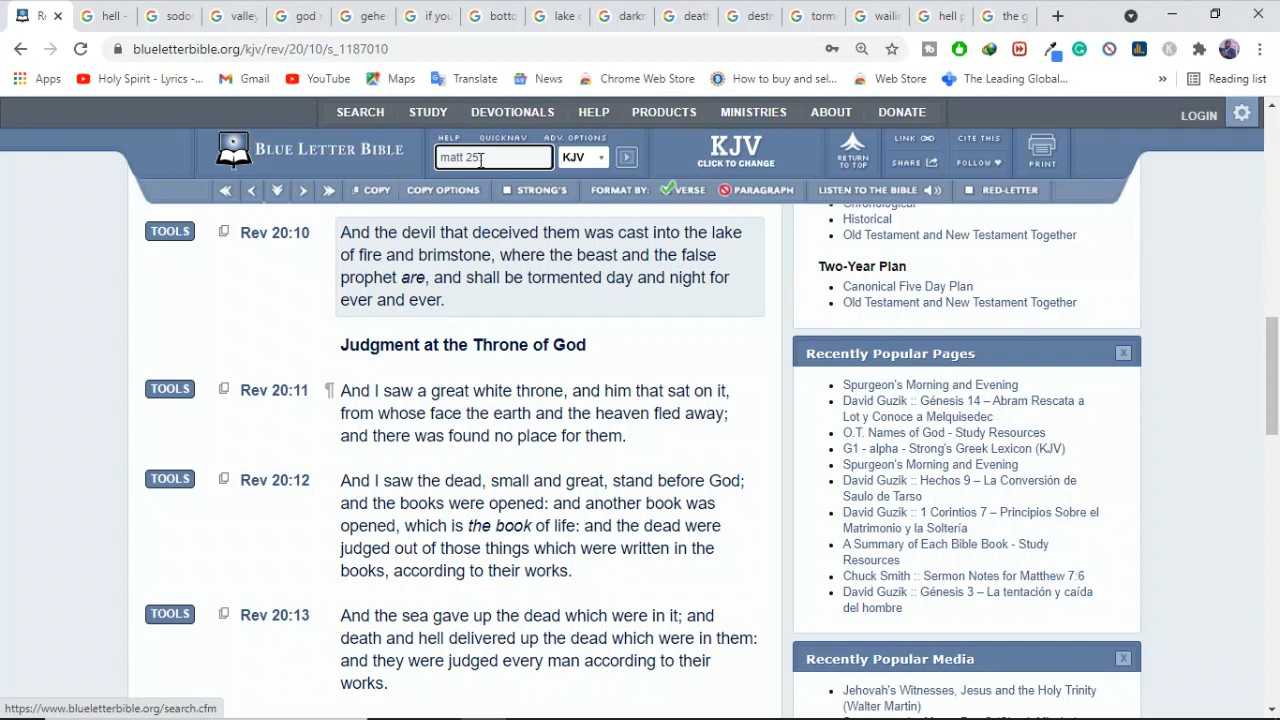 Re
hell -
sodo
valley
god r
gehe
if you
botto
lake o
darkn
death
destr
torme
wailin
hell p
the g
blueletterbible.org/kjv/rev/20/10/s_1187010
Apps
Holy Spirit - Lyrics -...
Gmail
YouTube
Maps
Translate
News
Chrome Web Store
How to buy and sel...
Web Store
The Leading Global...
»
Reading list
SEARCH
STUDY
DEVOTIONALS
HELP
PRODUCTS
MINISTRIES
ABOUT
DONATE
LOGIN
BLUE LETTER BIBLE
HELP
QUICKNAV
ADV. OPTIONS
matt 25
KJV
KJV
CLICK TO CHANGE
RETURN
TO TOP
LINK
CITE THIS
SHARE
FOLLOW
PRINT
COPY
COPY OPTIONS
STRONG'S
FORMAT BY:
VERSE
PARAGRAPH
LISTEN TO THE BIBLE
RED-LETTER
TOOLS
Rev 20:10
And the devil that deceived them was cast into the lake
of fire and brimstone, where the beast and the false
prophet are, and shall be tormented day and night for
ever and ever.
Judgment at the Throne of God
TOOLS
Rev 20:11
¶
And I saw a great white throne, and him that sat on it,
from whose face the earth and the heaven fled away;
and there was found no place for them.
TOOLS
Rev 20:12
And I saw the dead, small and great, stand before God;
and the books were opened: and another book was
opened, which is the book of life: and the dead were
judged out of those things which were written in the
books, according to their works.
TOOLS
Rev 20:13
And the sea gave up the dead which were in it; and
death and hell delivered up the dead which were in them:
and they were judged every man according to their
works.
Chronological
Historical
Old Testament and New Testament Together
Two-Year Plan
Canonical Five Day Plan
Old Testament and New Testament Together
Recently Popular Pages
X
Spurgeon's Morning and Evening
David Guzik :: Génesis 14 – Abram Rescata a
Lot y Conoce a Melquisedec
O.T. Names of God - Study Resources
G1 - alpha - Strong's Greek Lexicon (KJV)
Spurgeon's Morning and Evening
David Guzik :: Hechos 9 – La Conversión de
Saulo de Tarso
David Guzik :: 1 Corintios 7 – Principios Sobre el
Matrimonio y la Soltería
A Summary of Each Bible Book - Study
Resources
Chuck Smith :: Sermon Notes for Matthew 7:6
David Guzik :: Génesis 3 – La tentación y caída
del hombre
Recently Popular Media
X
Jehovah's Witnesses, Jesus and the Holy Trinity
(Walter Martin)
https://www.blueletterbible.org/search.cfm